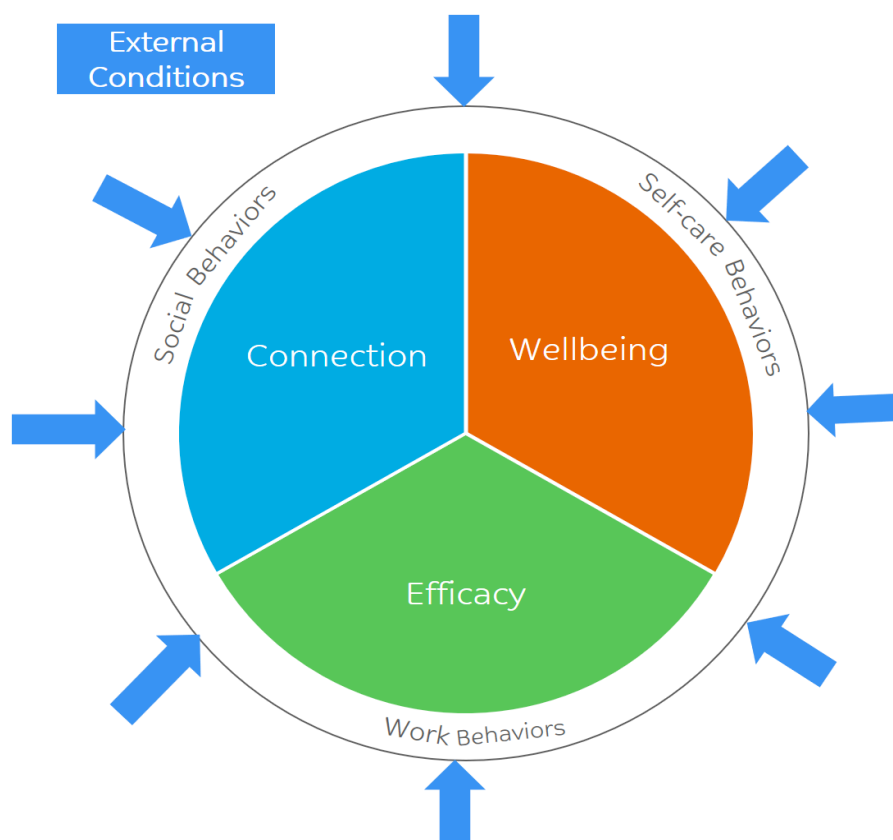 External
Conditions
Social Behaviors
Self-care Behaviors
Connection
Wellbeing
Efficacy
Work Behaviors